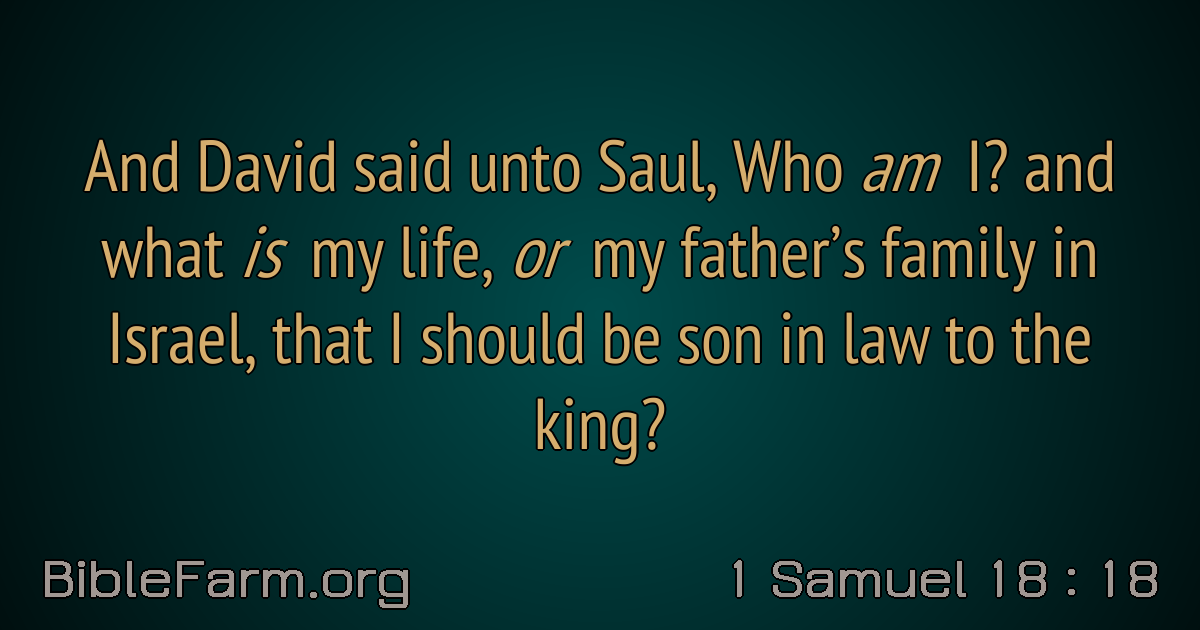 And David said unto Saul, Who am I? and
what is my life, or my father’s family in
Israel, that I should be son in law to the
king?
BibleFarm.org
1 Samuel 18 : 18